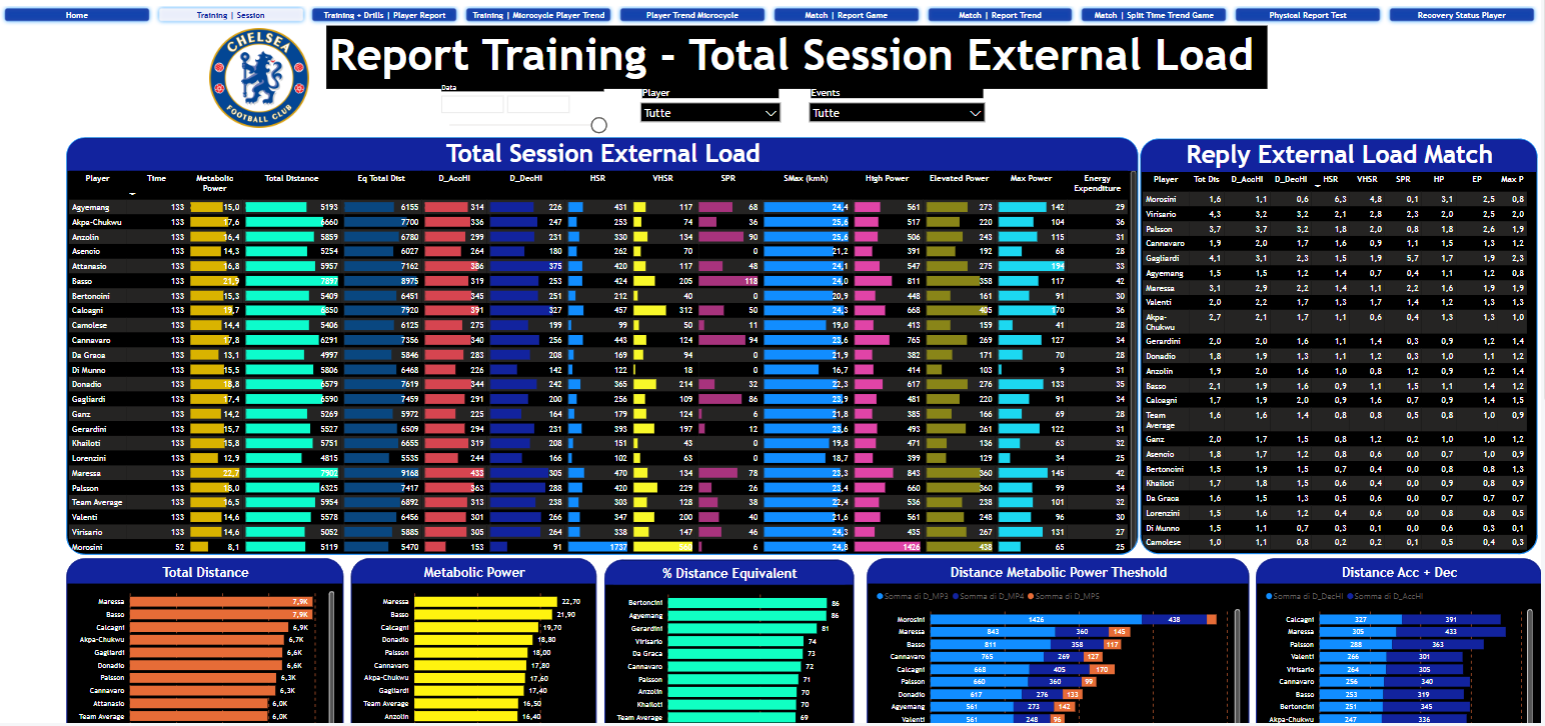 Home Training | Session Training + Drills | Player Report Training | Microcycle Player Trend Player Trend Microcycle Match | Report Game Match | Report Trend Match | Split Time Trend Game Physical Report Test Recovery Status Player
CHELSEA
FOOTBALL CLUB
Report Training - Total Session External Load
Data Player Events
Tutte Tutte
Total Session External Load
Player Time Metabolic Power Total Distance Eq Total Dist D_AccHI D_DecHI HSR VHSR SPR SMax (kmh) High Power Elevated Power Max Power Energy Expenditure
Agyemang 133 15,0 5193 6155 314 226 431 117 68 24,4 561 273 142 29
Akpa-Chukwu 133 17,6 6660 7700 336 247 253 74 36 25,6 517 220 104 36
Anzolin 133 16,4 5859 6780 299 231 330 134 90 25,6 506 243 115 31
Asencio 133 14,3 5254 6027 264 180 262 70 0 21,2 391 192 68 28
Attanasio 133 16,8 5957 7162 386 375 420 117 48 24,1 547 275 194 33
Basso 133 21,9 7897 8975 319 253 424 205 118 24,0 811 358 117 42
Bertoncini 133 15,3 5409 6451 345 251 212 40 0 20,9 448 161 91 30
Calcagni 133 19,7 6850 7920 391 327 457 312 50 24,3 668 405 170 36
Camolese 133 14,4 5406 6125 275 199 99 50 11 19,0 413 159 41 28
Cannavaro 133 17,8 6291 7356 340 256 443 124 94 23,6 765 269 127 34
Da Graca 133 13,1 4997 5846 283 208 169 94 0 21,9 382 171 70 28
Di Munno 133 15,5 5806 6468 226 142 122 18 0 16,7 414 103 9 31
Donadio 133 18,8 6579 7619 344 242 365 214 32 22,3 617 276 133 35
Gagliardi 133 17,4 6590 7459 291 200 256 109 86 23,9 481 220 91 34
Ganz 133 14,2 5269 5972 225 164 179 124 6 21,8 385 166 69 28
Gerardini 133 15,7 5527 6509 294 231 393 197 12 23,6 493 261 122 31
Khailoti 133 15,8 5751 6655 319 208 151 43 0 19,8 471 136 63 32
Lorenzini 133 12,9 4815 5535 244 166 102 63 0 18,7 399 129 34 25
Maressa 133 22,7 7902 9168 433 305 470 134 78 23,3 843 360 145 42
Palsson 133 18,0 6325 7417 363 288 420 229 26 23,4 660 360 99 34
Team Average 133 16,5 5954 6892 313 238 303 128 38 22,4 536 238 101 32
Valenti 133 14,6 5578 6456 301 266 347 200 40 21,6 561 248 96 30
Virisario 133 14,6 5052 5885 305 264 338 147 46 24,3 435 267 131 27
Morosini 52 8,1 5119 5470 153 91 1737 6 24,8 1426 438 65 25
Reply External Load Match
Player Tot Dis D_AccHI D_DecHI HSR VHSR SPR HP EP Max P
Morosini 1,6 1,1 0,6 6,3 4,8 0,1 3,1 2,5 0,8
Virisario 4,3 3,2 3,2 2,1 2,8 2,3 2,0 2,5 2,0
Palsson 3,7 3,7 3,2 1,8 2,0 0,8 1,8 2,6 1,9
Cannavaro 1,9 2,0 1,7 1,6 0,9 1,1 1,5 1,3 1,2
Gagliardi 4,1 3,1 2,3 1,5 1,9 5,7 1,7 1,9 2,3
Agyemang 1,5 1,5 1,2 1,4 0,7 0,4 1,1 1,2 0,8
Maressa 3,1 2,9 2,2 1,4 1,1 2,2 1,6 1,9 1,9
Valenti 2,0 2,2 1,7 1,3 1,7 1,4 1,2 1,3 1,3
Akpa-Chukwu 2,7 2,1 1,7 1,1 0,6 0,4 1,3 1,3 1,0
Gerardini 2,0 2,0 1,6 1,1 1,4 0,3 0,9 1,2 1,4
Donadio 1,8 1,9 1,3 1,1 1,2 0,3 1,0 1,1 1,2
Anzolin 1,9 2,0 1,6 1,0 0,8 1,2 0,9 1,2 1,4
Basso 2,1 1,9 1,6 0,9 1,1 1,5 1,1 1,4 1,2
Calcagni 1,7 1,9 2,0 0,9 1,6 0,7 0,9 1,4 1,5
Team Average 1,6 1,6 1,4 0,8 0,8 0,5 0,8 1,0 0,9
Ganz 2,0 1,7 1,5 0,8 1,2 0,2 1,0 1,0 1,2
Asencio 1,8 1,7 1,2 0,8 0,6 0,0 0,7 1,0 0,9
Bertoncini 1,5 1,9 1,5 0,7 0,4 0,0 0,8 0,8 1,3
Khailoti 1,7 1,8 1,5 0,6 0,4 0,0 0,9 0,8 0,9
Da Graca 1,6 1,5 1,3 0,5 0,6 0,0 0,7 0,7 0,7
Lorenzini 1,5 1,6 1,2 0,4 0,6 0,0 0,8 0,8 0,5
Di Munno 1,5 1,1 0,7 0,3 0,1 0,0 0,6 0,3 0,1
Camolese 1,0 1,1 0,8 0,2 0,2 0,1 0,5 0,4 0,3
Total Distance
Maressa 7,9K
Basso 7,9K
Calcagni 6,9K
Akpa-Chukwu 6,7K
Gagliardi 6,6K
Donadio 6,6K
Palsson 6,3K
Cannavaro 6,3K
Attanasio 6,0K
Team Average 6,0K
Metabolic Power
Maressa 22,70
Basso 21,90
Calcagni 19,70
Donadio 18,80
Palsson 18,00
Cannavaro 17,80
Akpa-Chukwu 17,60
Gagliardi 17,40
Team Average 16,50
Anzolin 16,40
% Distance Equivalent
Bertoncini 86
Agyemang 86
Gerardini 81
Virisario 74
Da Graca 73
Cannavaro 72
Palsson 71
Anzolin 70
Khailoti 70
Team Average 69
Distance Metabolic Power Theshold
Somma di D_MP3 Somma di D_MP4 Somma di D_MP5
Morosini 1426 438
Maressa 843 360 145
Basso 811 358 117
Cannavaro 765 269 127
Calcagni 668 405 170
Palsson 660 360 99
Donadio 617 276 133
Agyemang 561 273 142
Valenti 561 248 96
Distance Acc + Dec
Somma di D_DecHI Somma di D_AccHI
Calcagni 327 391
Maressa 305 433
Palsson 288 363
Valenti 266 301
Virisario 264 305
Cannavaro 256 340
Basso 253 319
Bertoncini 251 345
Akpa-Chukwu 247 336